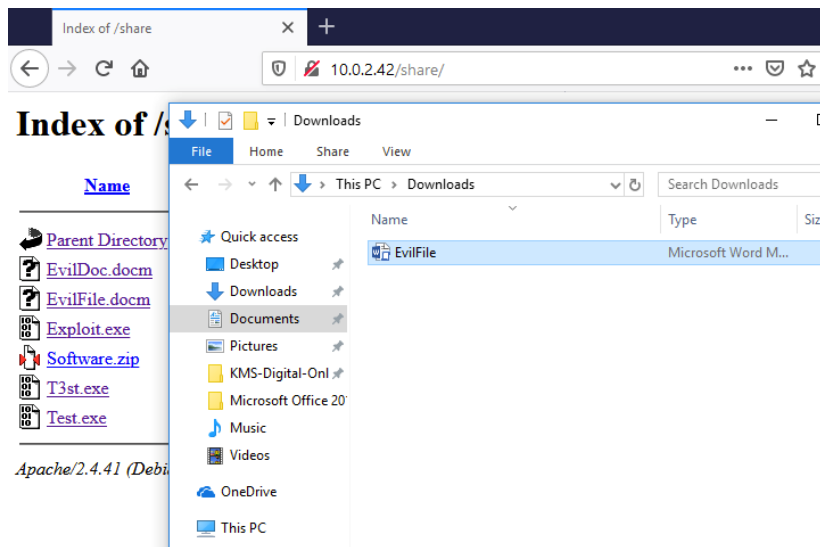 Index of /share
10.0.2.42/share/
Index of /s
Name
Parent Directory
EvilDoc.docm
EvilFile.docm
Exploit.exe
Software.zip
T3st.exe
Test.exe
Apache/2.4.41 (Debi
Downloads
File Home Share View
This PC > Downloads
Search Downloads
Quick access
Desktop
Downloads
Documents
Pictures
KMS-Digital-Onl
Microsoft Office 20
Music
Videos
OneDrive
This PC
Name Type Siz
EvilFile Microsoft Word M...